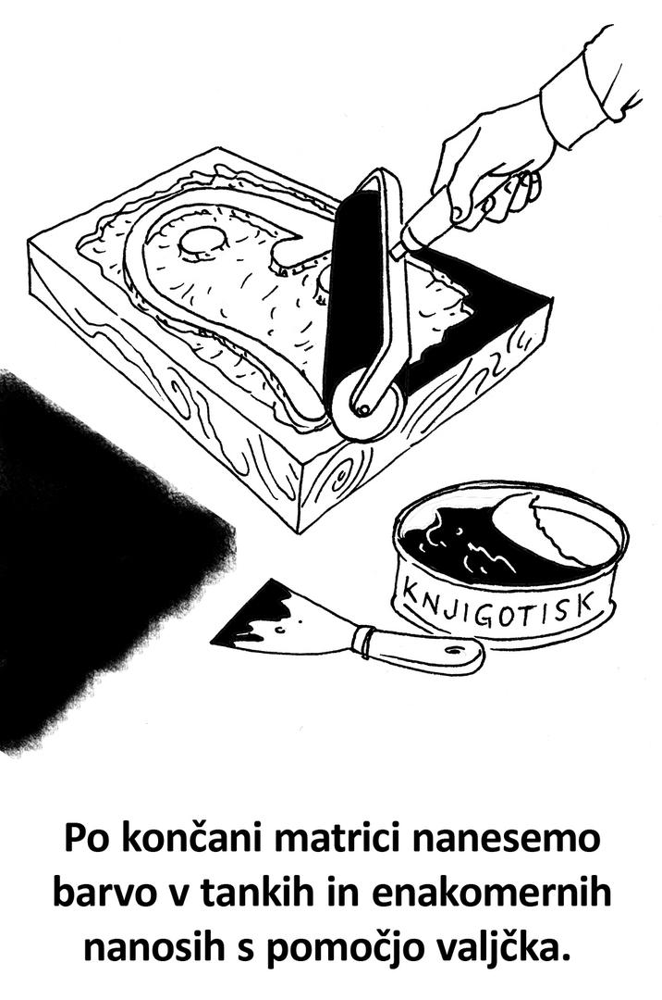 KNJIGOTISK
Po končani matrici nanesemo
barvo v tankih in enakomernih
nanosih s pomočjo valjčka.